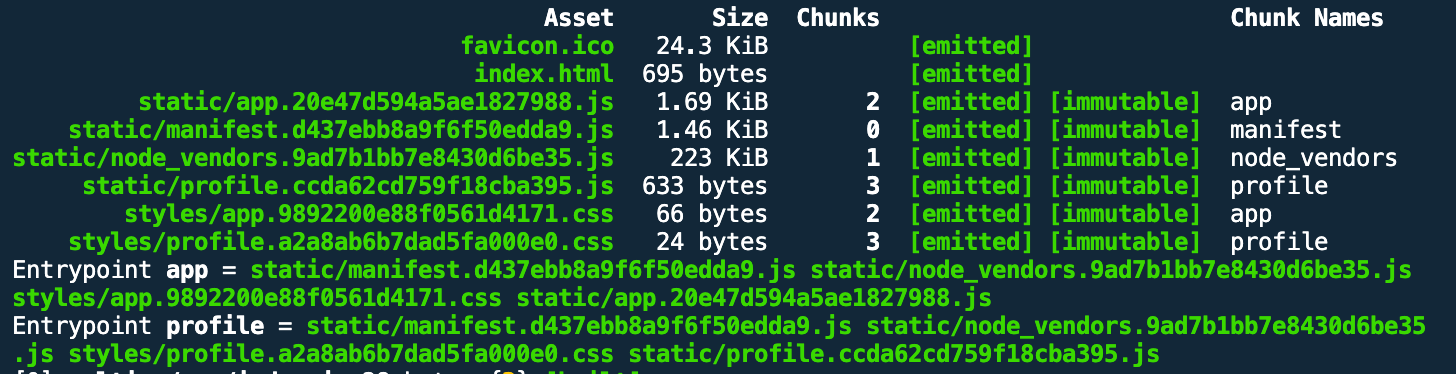 Asset Size Chunks Chunk Names
favicon.ico 24.3 KiB [emitted]
index.html 695 bytes [emitted]
static/app.20e47d594a5ae1827988.js 1.69 KiB 2 [emitted] [immutable] app
static/manifest.d437ebb8a9f6f50edda9.js 1.46 KiB 0 [emitted] [immutable] manifest
static/node_vendors.9ad7b1bb7e8430d6be35.js 223 KiB 1 [emitted] [immutable] node_vendors
static/profile.ccda62cd759f18cba395.js 633 bytes 3 [emitted] [immutable] profile
styles/app.9892200e88f0561d4171.css 66 bytes 2 [emitted] [immutable] app
styles/profile.a2a8ab6b7dad5fa000e0.css 24 bytes 3 [emitted] [immutable] profile
Entrypoint app = static/manifest.d437ebb8a9f6f50edda9.js static/node_vendors.9ad7b1bb7e8430d6be35.js
styles/app.9892200e88f0561d4171.css static/app.20e47d594a5ae1827988.js
Entrypoint profile = static/manifest.d437ebb8a9f6f50edda9.js static/node_vendors.9ad7b1bb7e8430d6be35
.js styles/profile.a2a8ab6b7dad5fa000e0.css static/profile.ccda62cd759f18cba395.js